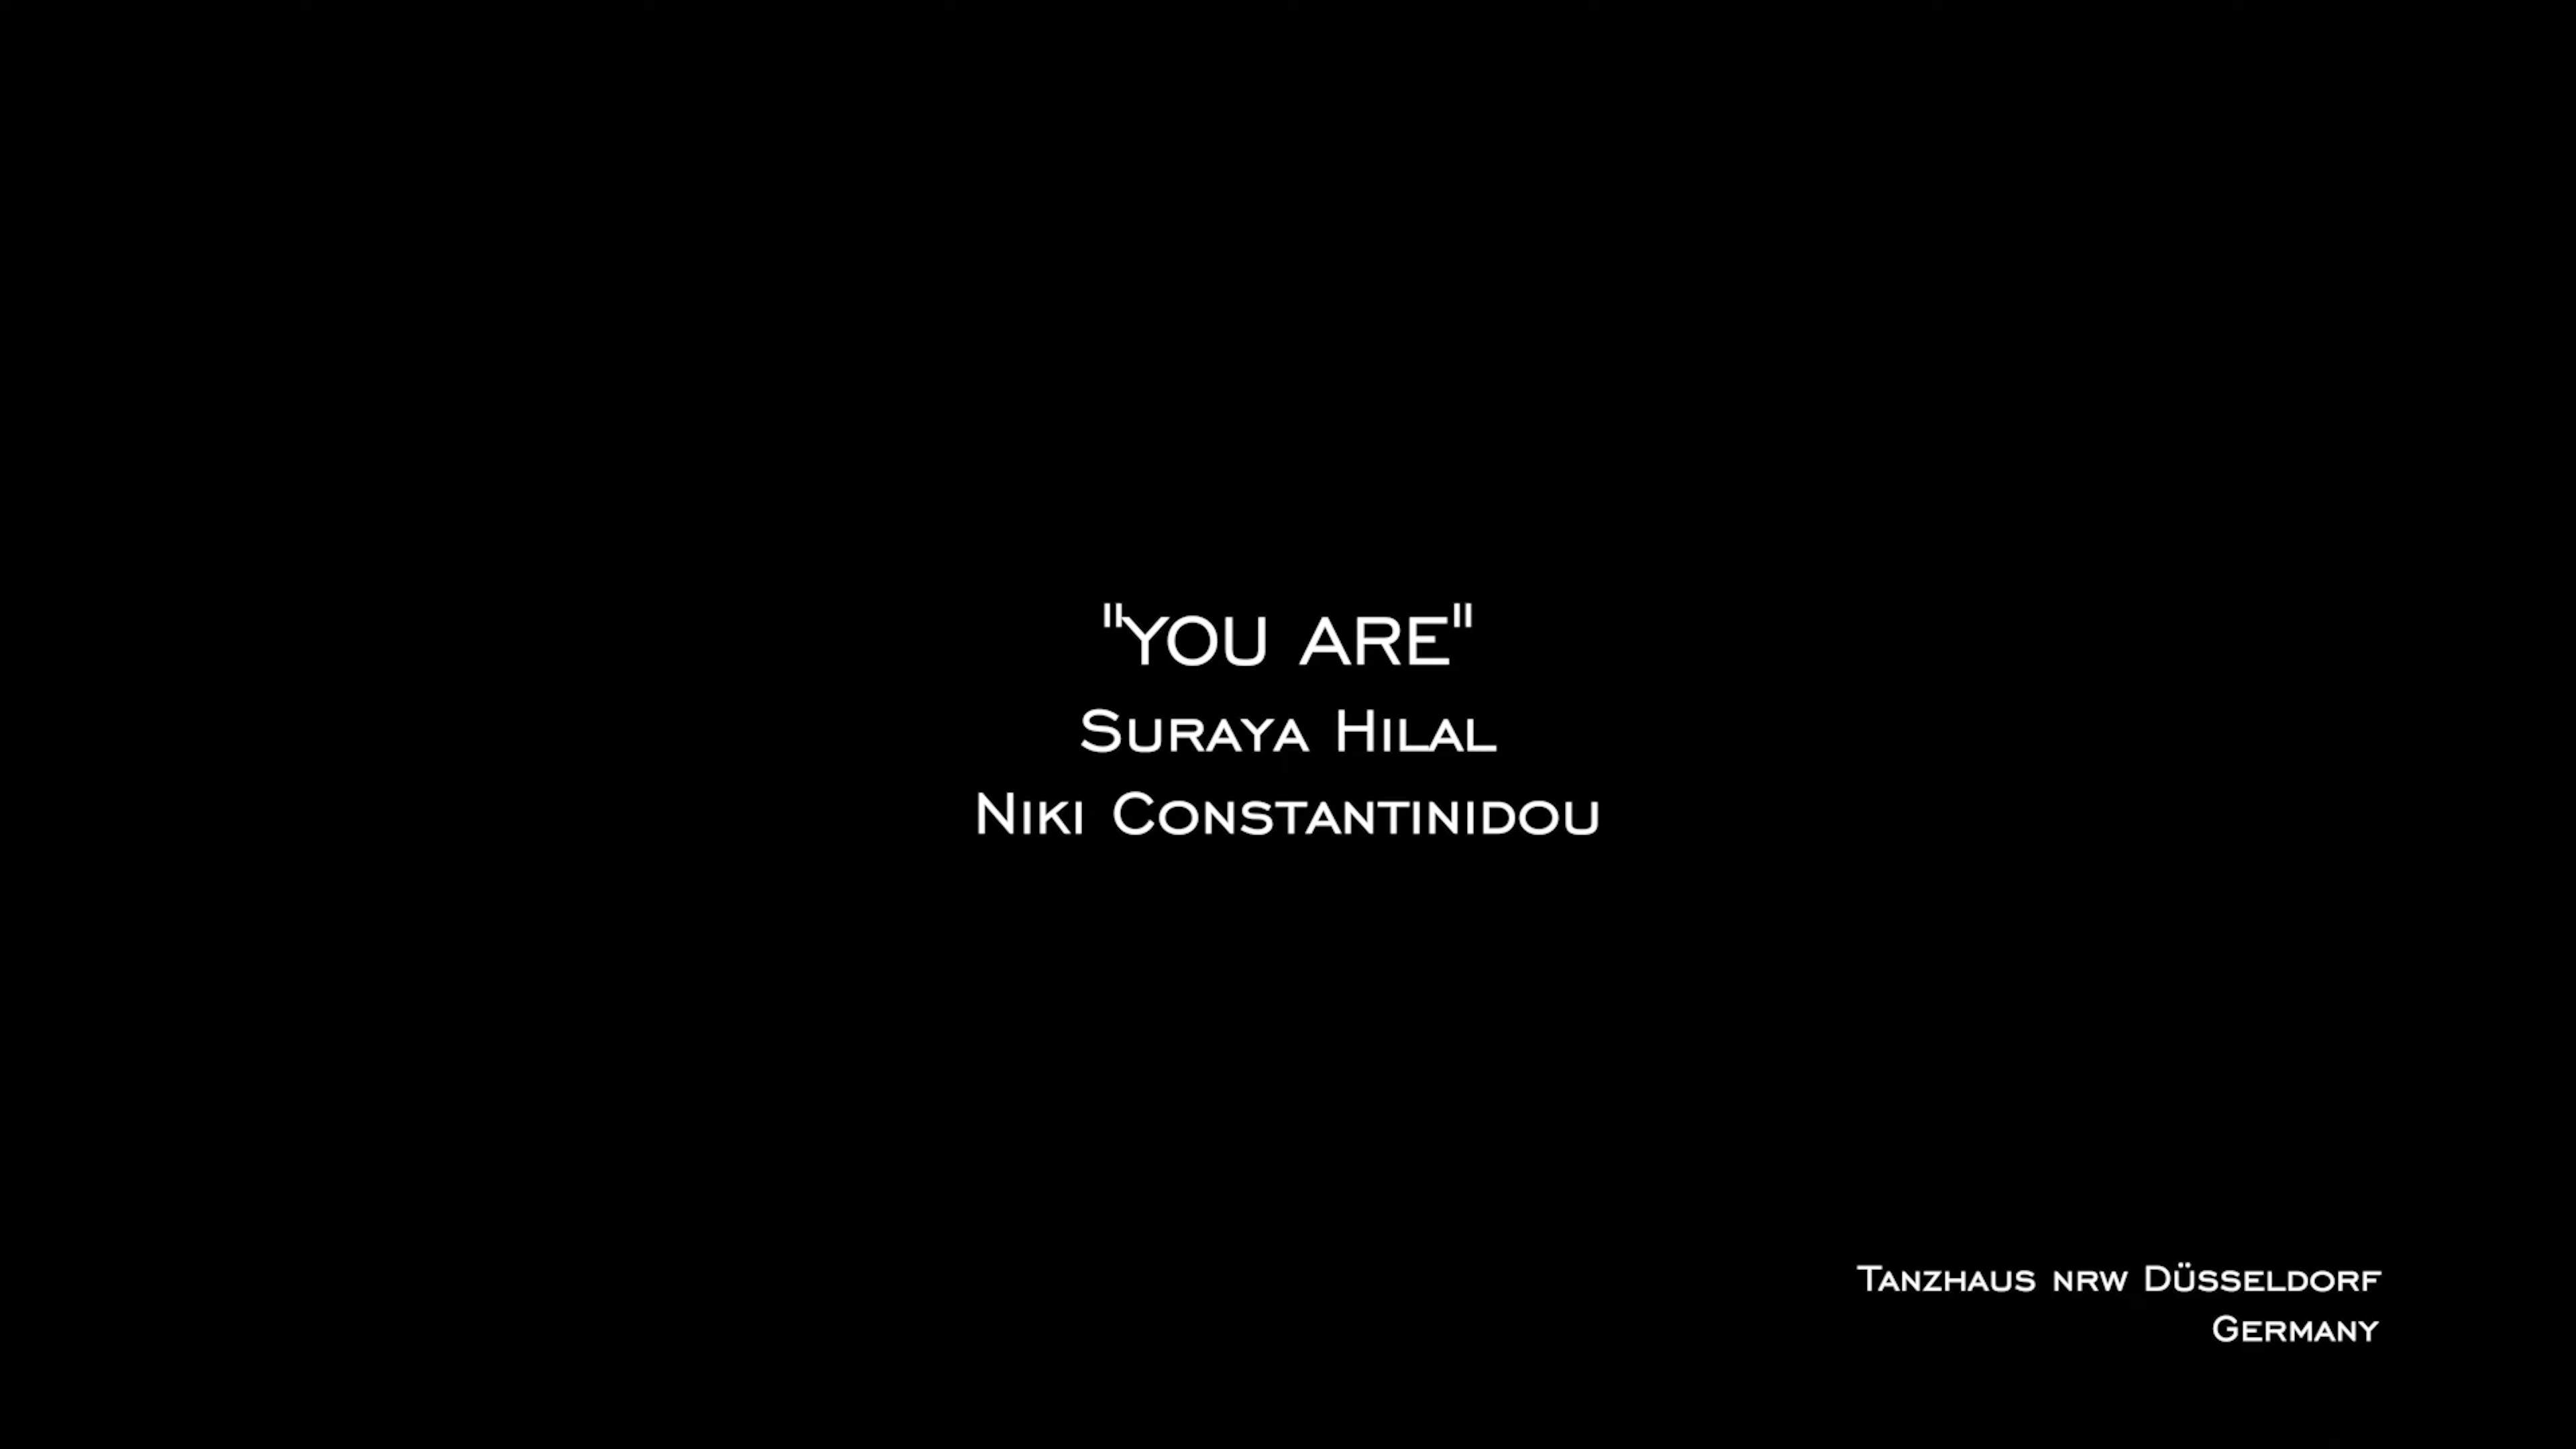 "YOU ARE"
Suraya Hilal
Niki Constantinidou
Tanzhaus nrw Düsseldorf
Germany